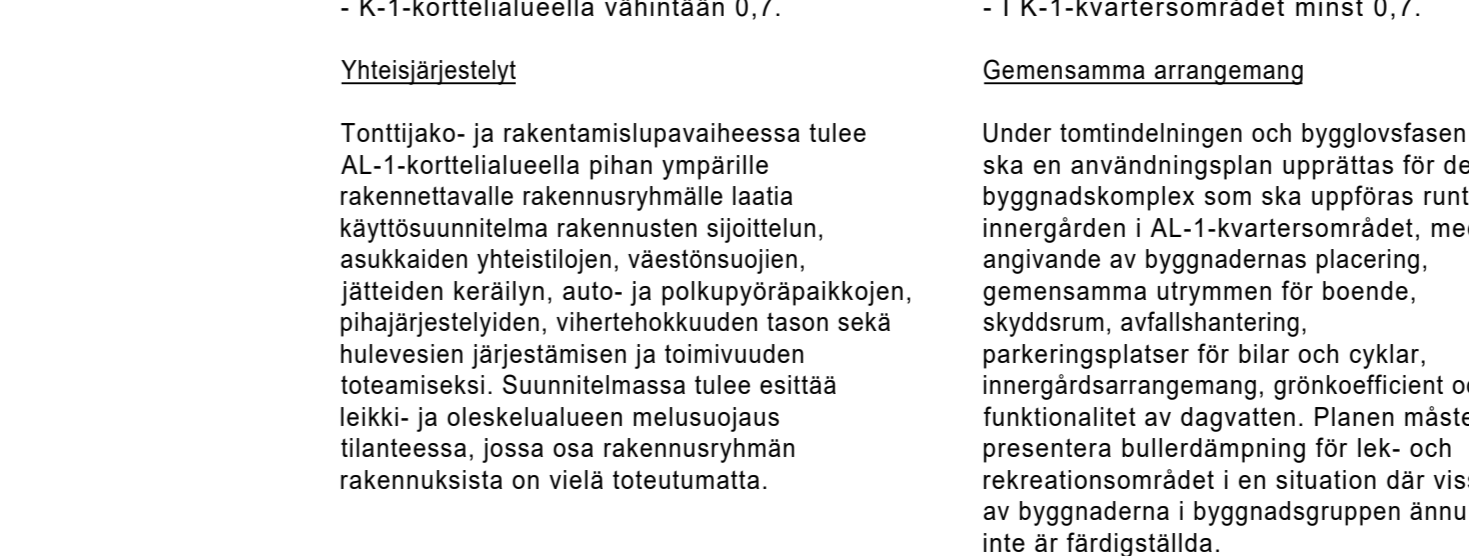 - K-1-korttelialueella vähintään 0,7.
Yhteisjärjestelyt
Tonttijako- ja rakentamislupavaiheessa tulee
AL-1-korttelialueella pihan ympärille
rakennettavalle rakennusryhmälle laatia
käyttösuunnitelma rakennusten sijoittelun,
asukkaiden yhteistilojen, väestönsuojien,
jätteiden keräilyn, auto- ja polkupyöräpaikkojen,
pihajärjestelyiden, vihertehokkuuden tason sekä
hulevesien järjestämisen ja toimivuuden
toteamiseksi. Suunnitelmassa tulee esittää
leikki- ja oleskelualueen melusuojaus
tilanteessa, jossa osa rakennusryhmän
rakennuksista on vielä toteutumatta.
- I K-1-kvartersområdet minst 0,7.
Gemensamma arrangemang
Under tomtindelningen och bygglovsfasen
ska en användningsplan upprättas för
byggnadskomplex som ska uppföras runt
innergården i AL-1-kvartersområdet,
angivande av byggnadernas placering,
gemensamma utrymmen för boende,
skyddsrum, avfallshantering,
parkeringsplatser för bilar och cyklar,
innergårdsarrangemang, grönkoefficient
funktionalitet av dagvatten. Planen måste
presentera bullerdämpning för lek- och
rekreationsområdet i en situation där
av byggnaderna i byggnadsgruppen
inte är färdigställda.